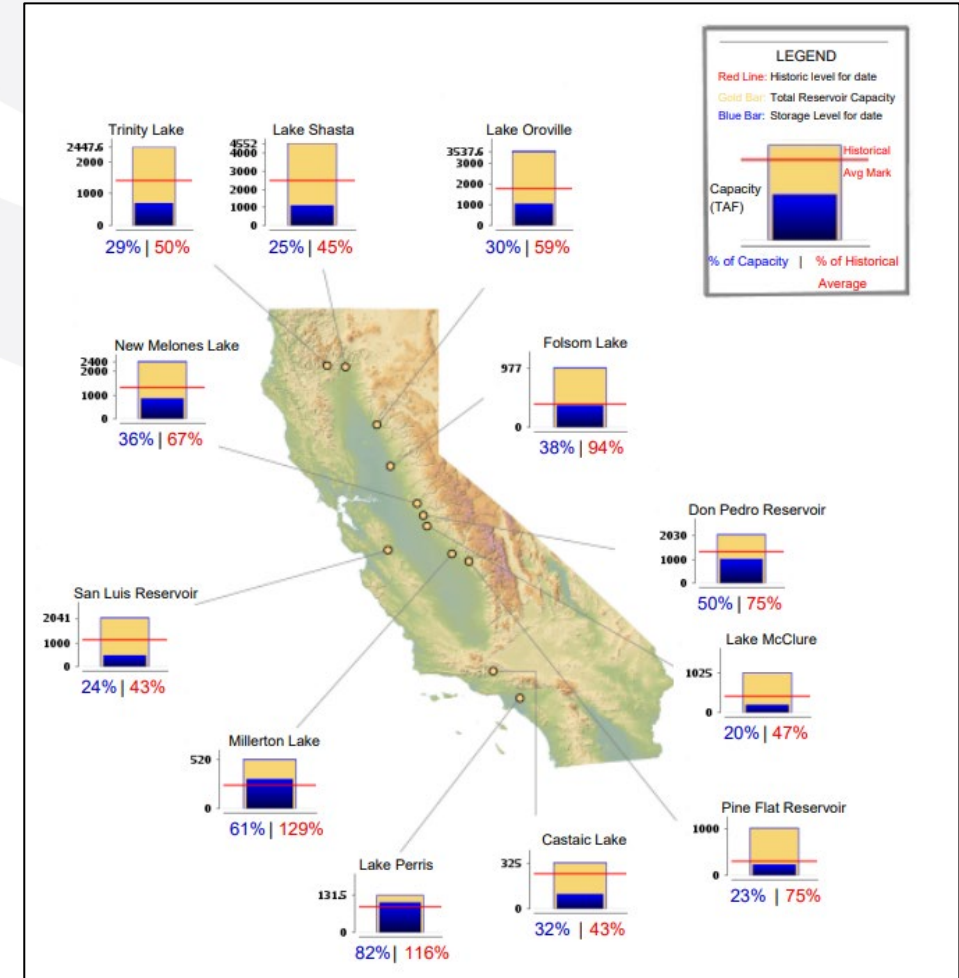 LEGEND
Red Line: Historic level for date
Gold Bar: Total Reservoir Capacity
Blue Bar: Storage Level for date
Historical
Avg Mark
Capacity
(TAF)
% of Capacity | % of Historical
Average
Trinity Lake
2447.6
2000
1000
0
29% | 50%
Lake Shasta
4552
4000
3000
2000
1000
0
25% | 45%
Lake Oroville
3537.6
3000
2000
1000
0
30% | 59%
New Melones Lake
2400
2000
1000
0
36% | 67%
Folsom Lake
977
0
38% | 94%
Don Pedro Reservoir
2030
1000
0
50% | 75%
San Luis Reservoir
2041
1000
0
24% | 43%
Lake McClure
1025
0
20% | 47%
Millerton Lake
520
0
61% | 129%
Pine Flat Reservoir
1000
0
23% | 75%
Castaic Lake
325
0
32% | 43%
Lake Perris
131.5
0
82% | 116%